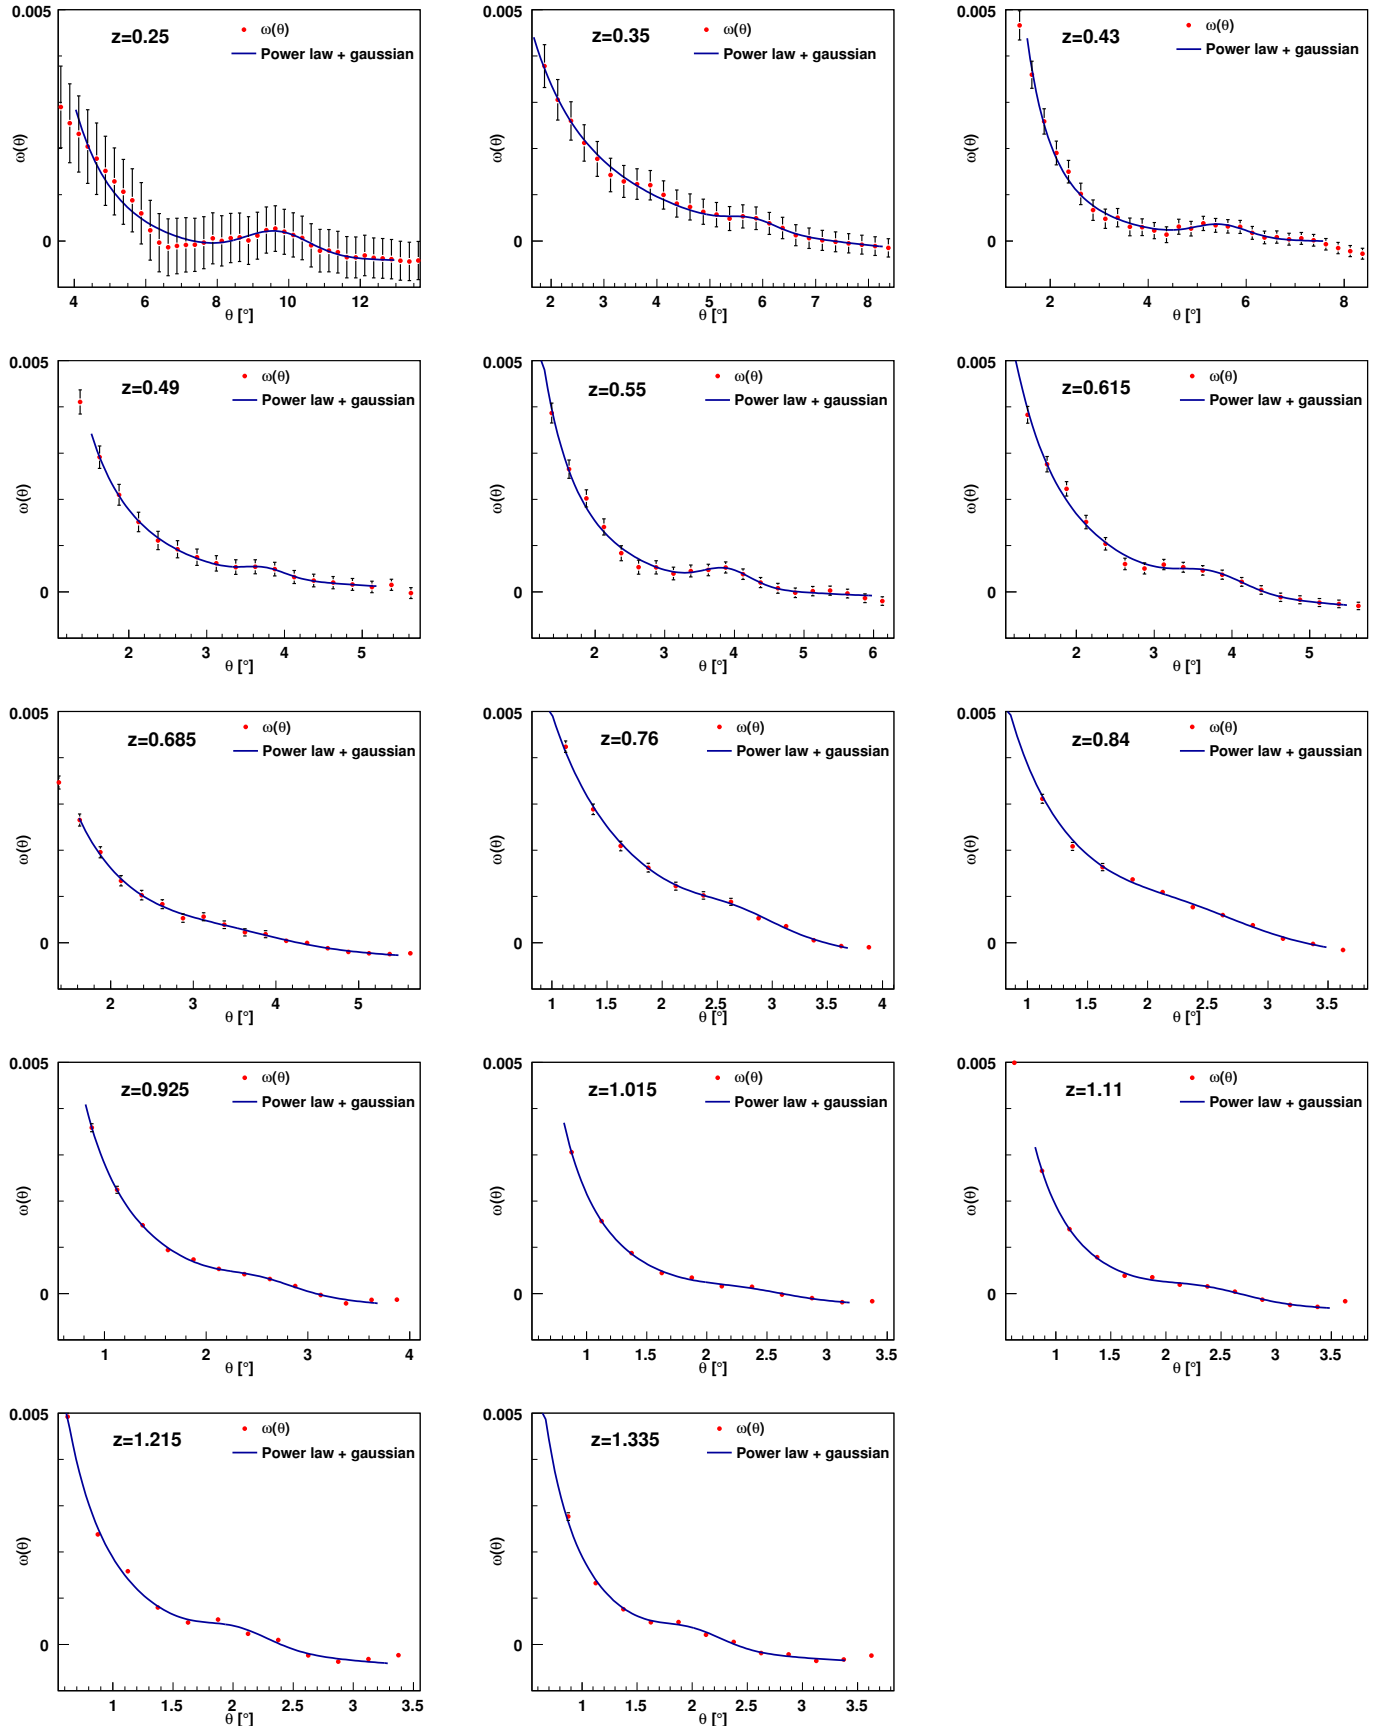 0.005
z=0.25
ω(θ)
Power law + gaussian
ω(θ)
0
4 6 8 10 12
θ [°]
0.005
z=0.35
ω(θ)
Power law + gaussian
ω(θ)
0
2 3 4 5 6 7 8
θ [°]
0.005
z=0.43
ω(θ)
Power law + gaussian
ω(θ)
0
2 3 4 5 6 7 8
θ [°]
0.005
z=0.49
ω(θ)
Power law + gaussian
ω(θ)
0
2 3 4 5
θ [°]
0.005
z=0.55
ω(θ)
Power law + gaussian
ω(θ)
0
2 3 4 5 6
θ [°]
0.005
z=0.615
ω(θ)
Power law + gaussian
ω(θ)
0
2 3 4 5
θ [°]
0.005
z=0.685
ω(θ)
Power law + gaussian
ω(θ)
0
2 3 4 5
θ [°]
0.005
z=0.76
ω(θ)
Power law + gaussian
ω(θ)
0
1 1.5 2 2.5 3 3.5 4
θ [°]
0.005
z=0.84
ω(θ)
Power law + gaussian
ω(θ)
0
1 1.5 2 2.5 3 3.5
θ [°]
0.005
z=0.925
ω(θ)
Power law + gaussian
ω(θ)
0
1 2 3 4
θ [°]
0.005
z=1.015
ω(θ)
Power law + gaussian
ω(θ)
0
1 1.5 2 2.5 3 3.5
θ [°]
0.005
z=1.11
ω(θ)
Power law + gaussian
ω(θ)
0
1 1.5 2 2.5 3 3.5
θ [°]
0.005
z=1.215
ω(θ)
Power law + gaussian
ω(θ)
0
1 1.5 2 2.5 3 3.5
θ [°]
0.005
z=1.335
ω(θ)
Power law + gaussian
ω(θ)
0
1 1.5 2 2.5 3 3.5
θ [°]